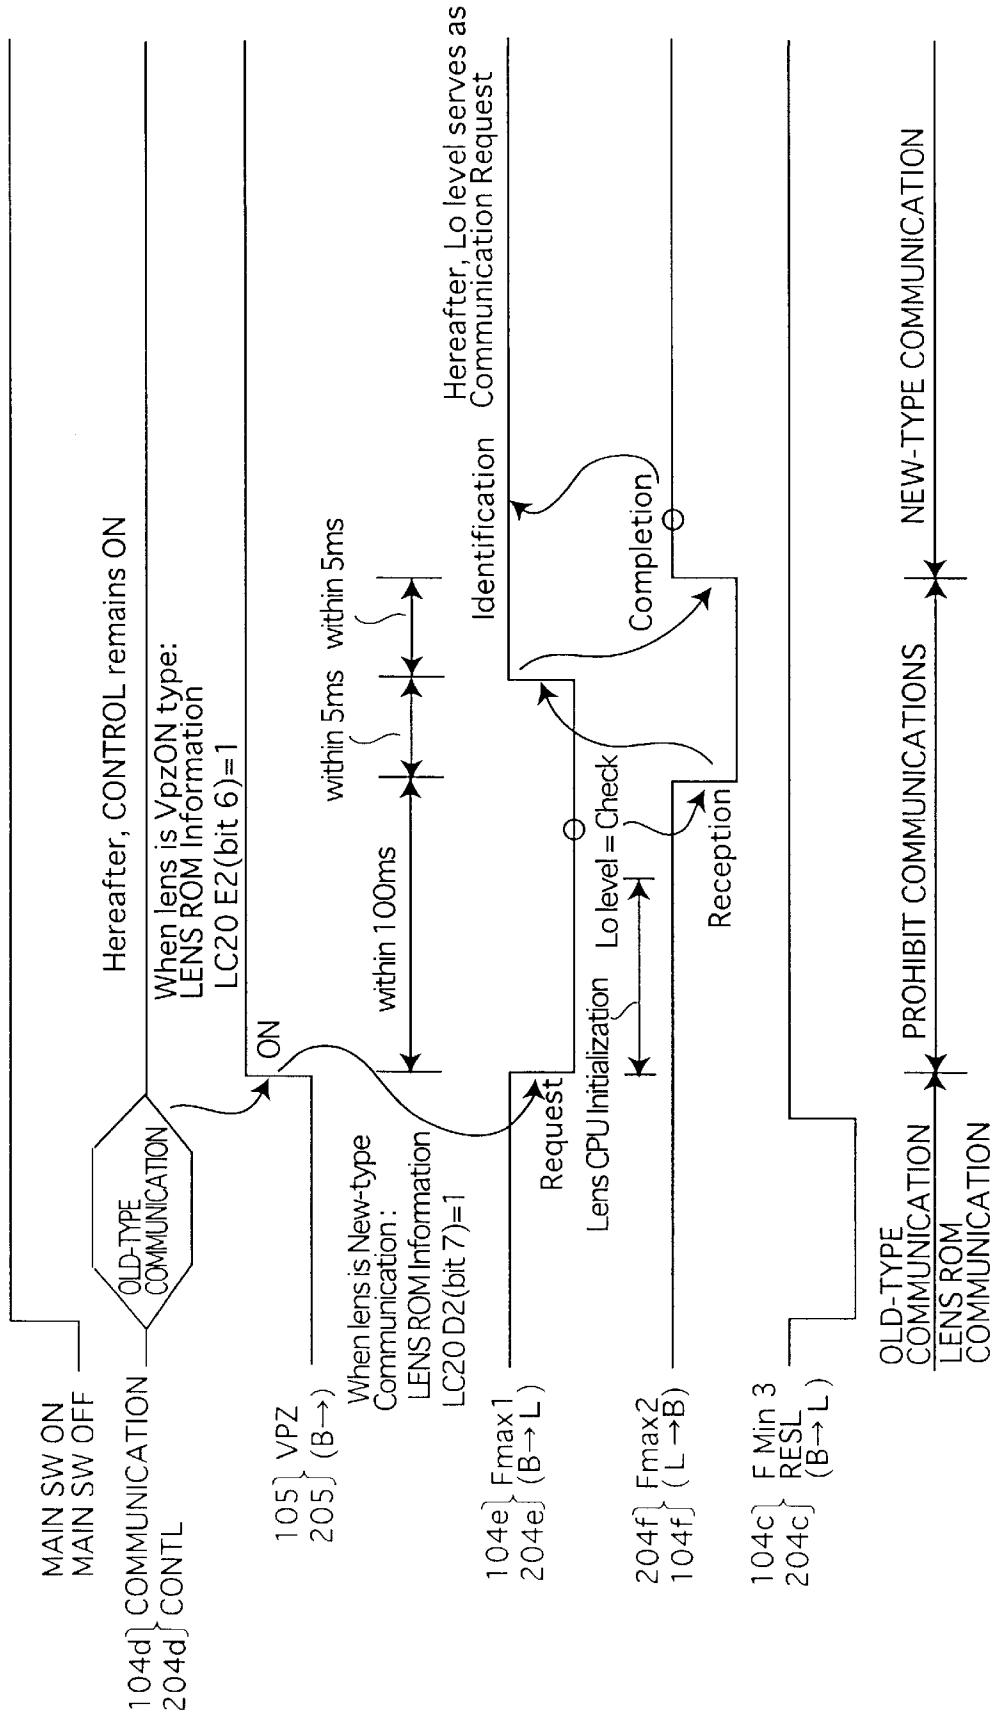 MAIN SW ON
MAIN SW OFF
104d
204d
COMMUNICATION
CONTL
OLD-TYPE
COMMUNICATION
Hereafter, CONTROL remains ON
When lens is VpzON type:
LENS ROM Information
LC20 E2(bit 6)=1
105
205
VPZ
(B→)
ON
When lens is New-type
Communication :
LENS ROM Information
LC20 D2(bit 7)=1
within 100ms
within 5ms
within 5ms
104e
204e
Fmax1
(B→L)
Request
Identification
Hereafter, Lo level serves as
Communication Request
Lens CPU Initialization
Lo level = Check
204f
104f
Fmax2
(L→B)
Reception
Completion
104c
204c
F Min 3
RESL
(B→L)
OLD-TYPE
COMMUNICATION
LENS ROM
COMMUNICATION
PROHIBIT COMMUNICATIONS
NEW-TYPE COMMUNICATION